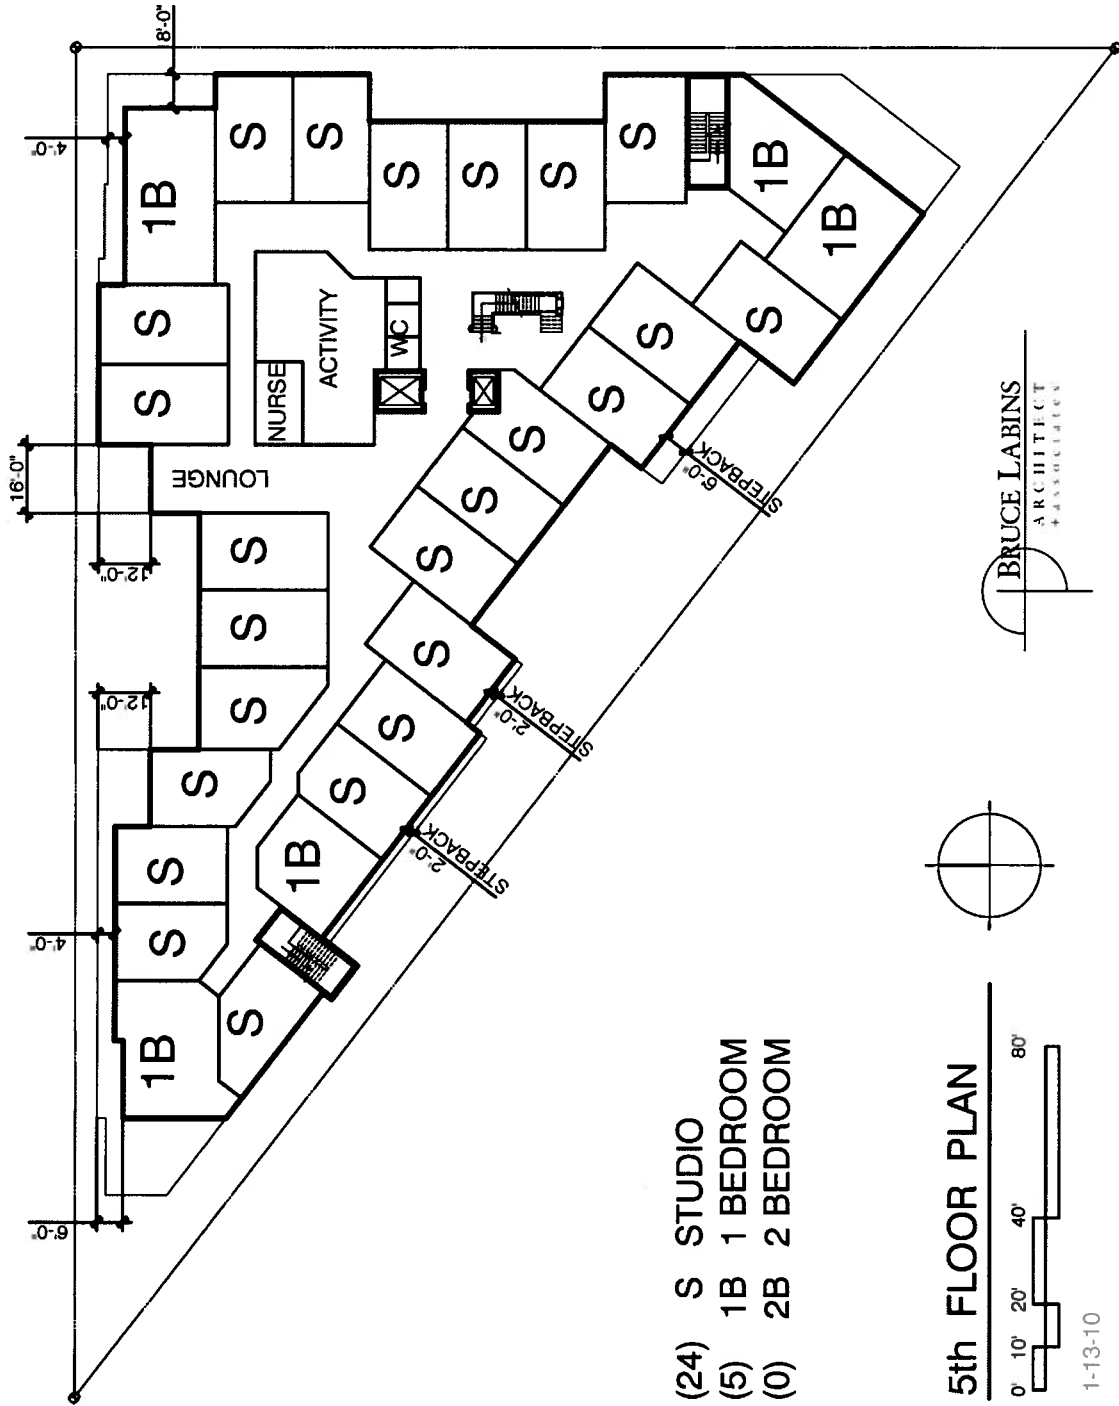 6'-0"
4'-0"
16'-0"
4'-0"
12'-0"
12'-0"
8'-0"
1B
S
S
S
S
1B
S
LOUNGE
S
S
S
S
S
NURSE
ACTIVITY
S
1B
S
S
WC
S
S
S
S
S
S
S
S
S
S
S
1B
S
1B
2'-0"
STEPBACK
2'-0"
STEPBACK
6'-0"
STEPBACK
(24) S STUDIO
(5) 1B 1 BEDROOM
(0) 2B 2 BEDROOM
5th FLOOR PLAN
0' 10' 20' 40' 80'
1-13-10
BRUCE LABINS
ARCHITECT
+ ASSOCIATES